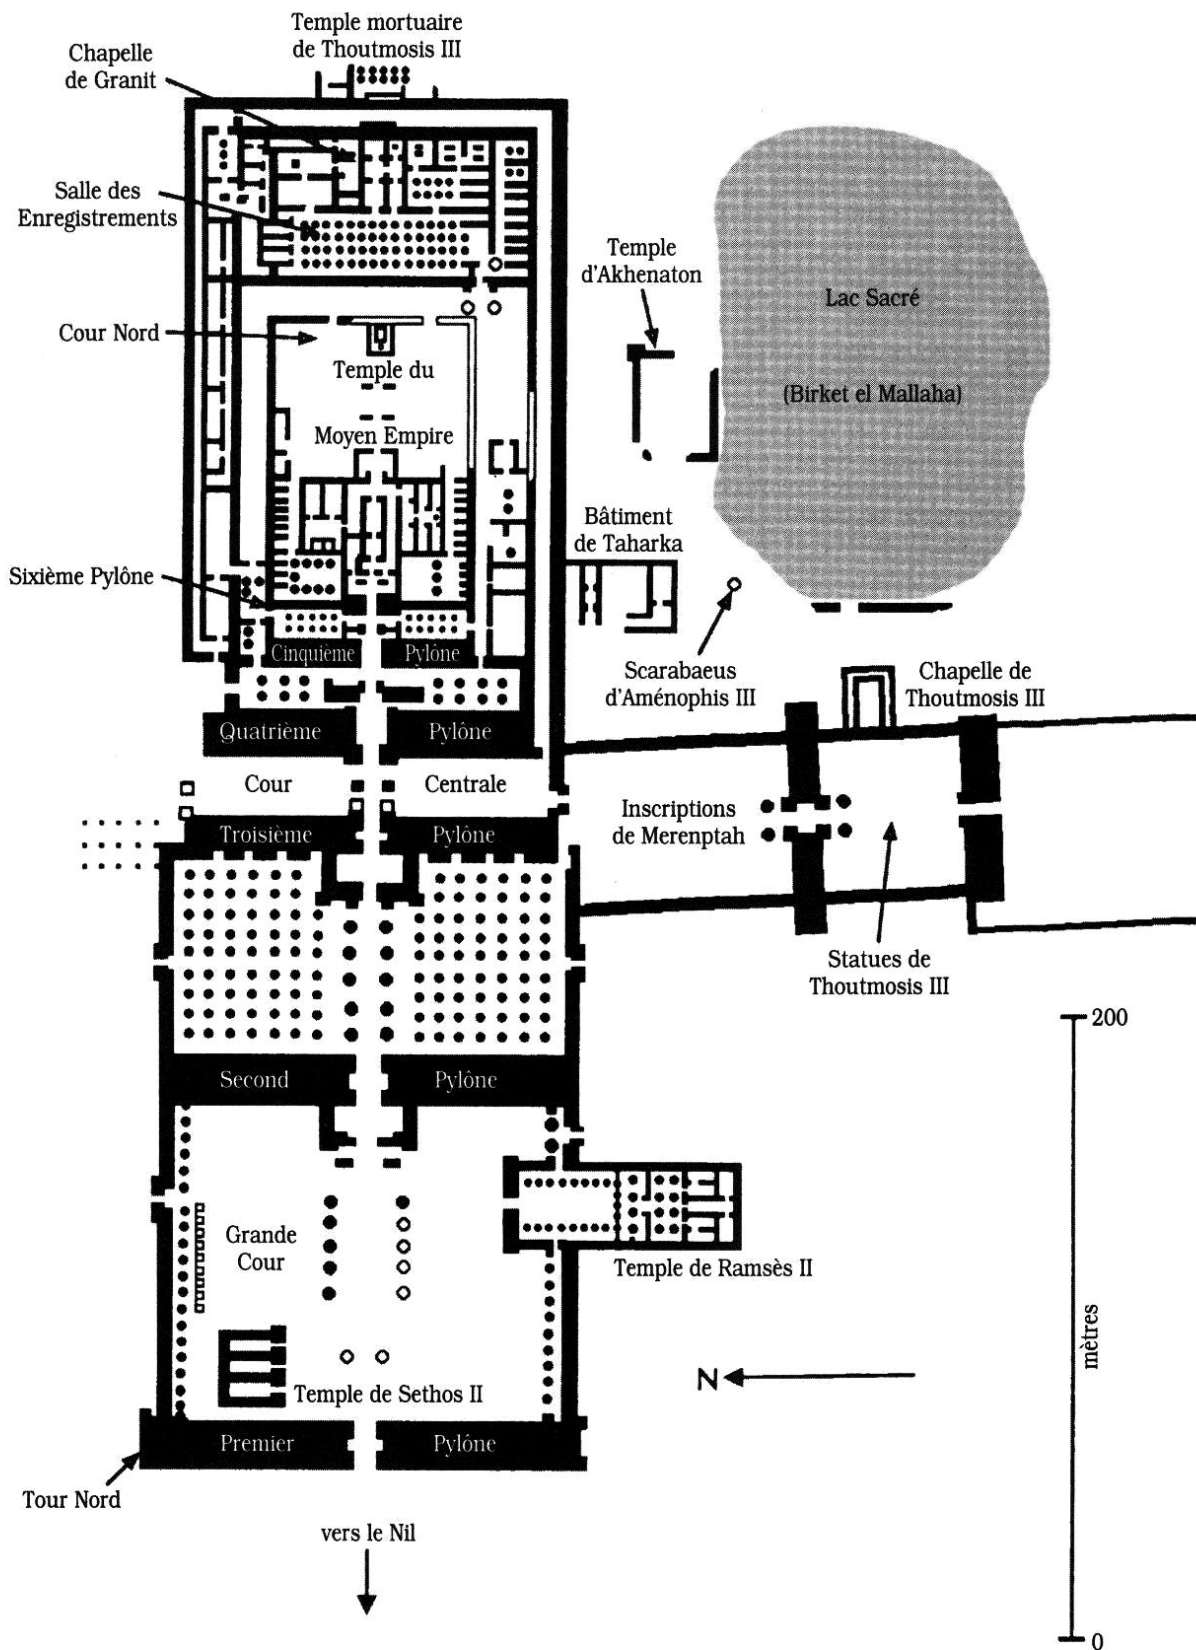 Temple mortuaire
de Thoutmosis III
Chapelle
de Granit
Salle des
Enregistrements
Temple
d'Akhenaton
Lac Sacré
Cour Nord
Temple du
(Birket el Mallaha)
Moyen Empire
Bâtiment
de Taharka
Sixième Pylône
Cinquième
Pylône
Scarabaeus
d'Aménophis III
Chapelle de
Thoutmosis III
Quatrième
Pylône
Cour
Centrale
Inscriptions
de Merenptah
Troisième
Pylône
Statues de
Thoutmosis III
200
Second
Pylône
Grande
Cour
Temple de Ramsès II
mètres
N
Temple de Sethos II
Premier
Pylône
Tour Nord
vers le Nil
0